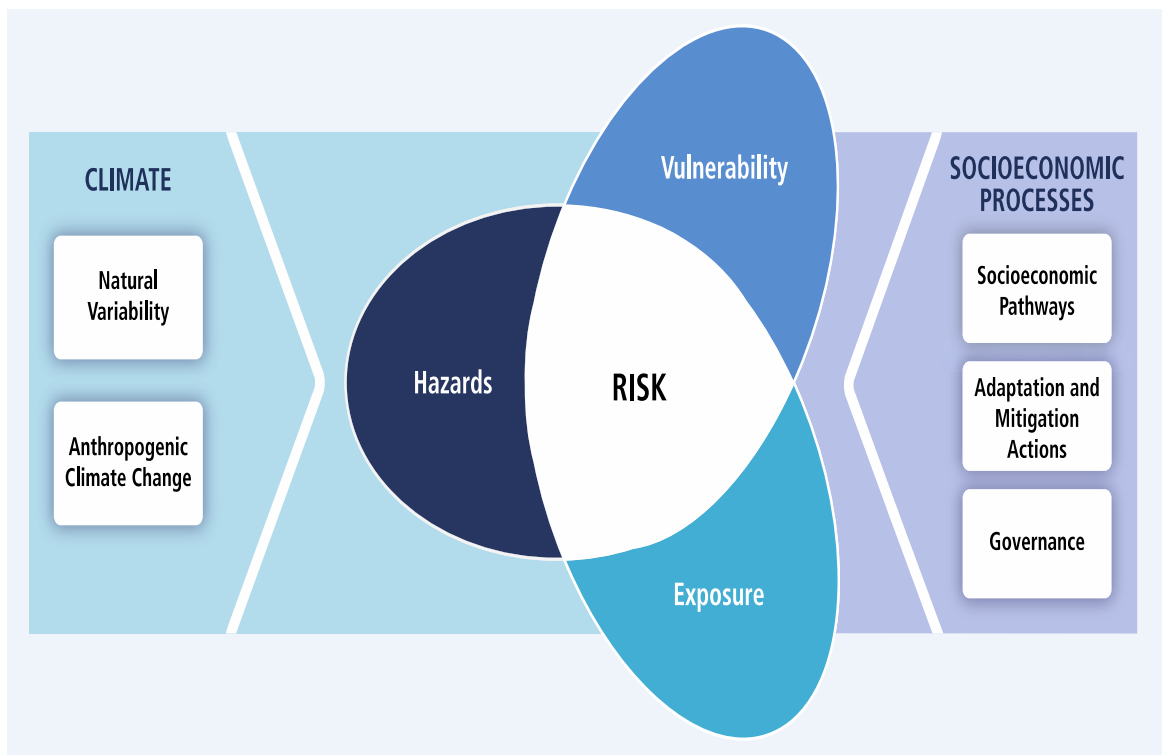 CLIMATE
Natural
Variability
Anthropogenic
Climate Change
Vulnerability
Hazards
RISK
Exposure
SOCIOECONOMIC
PROCESSES
Socioeconomic
Pathways
Adaptation and
Mitigation
Actions
Governance